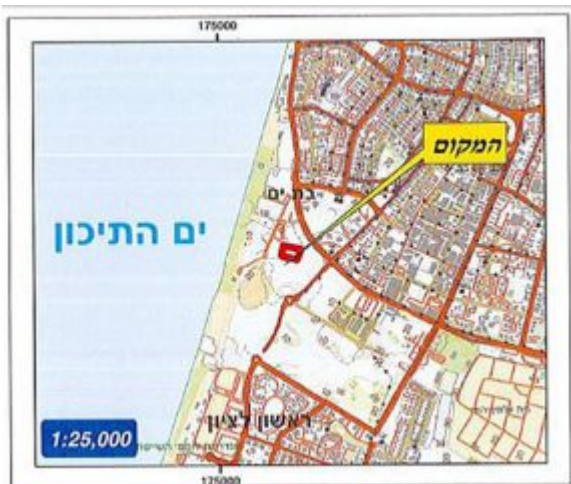 175000
המקום
בת ים
ים התיכון
ראשון לציון
1:25,000
175000